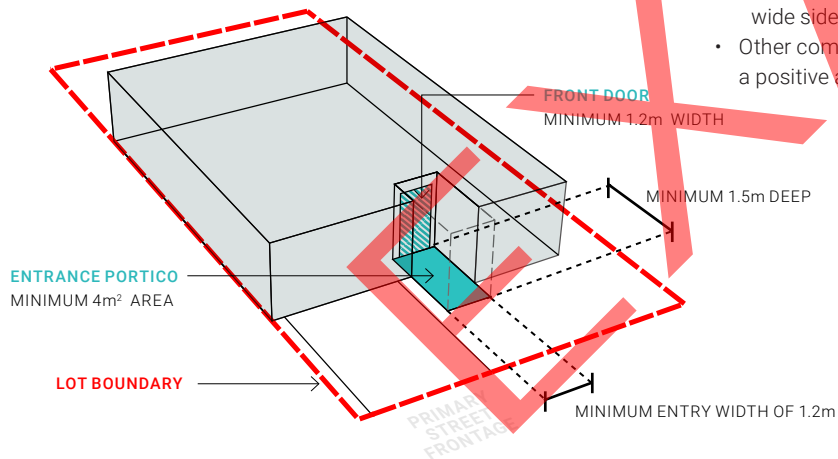 wide side
• Other com
a positive a
FRONT DOOR
MINIMUM 1.2m WIDTH
MINIMUM 1.5m DEEP
ENTRANCE PORTICO
MINIMUM 4m² AREA
LOT BOUNDARY
PRIMARY
STREET
FRONTAGE
MINIMUM ENTRY WIDTH OF 1.2m